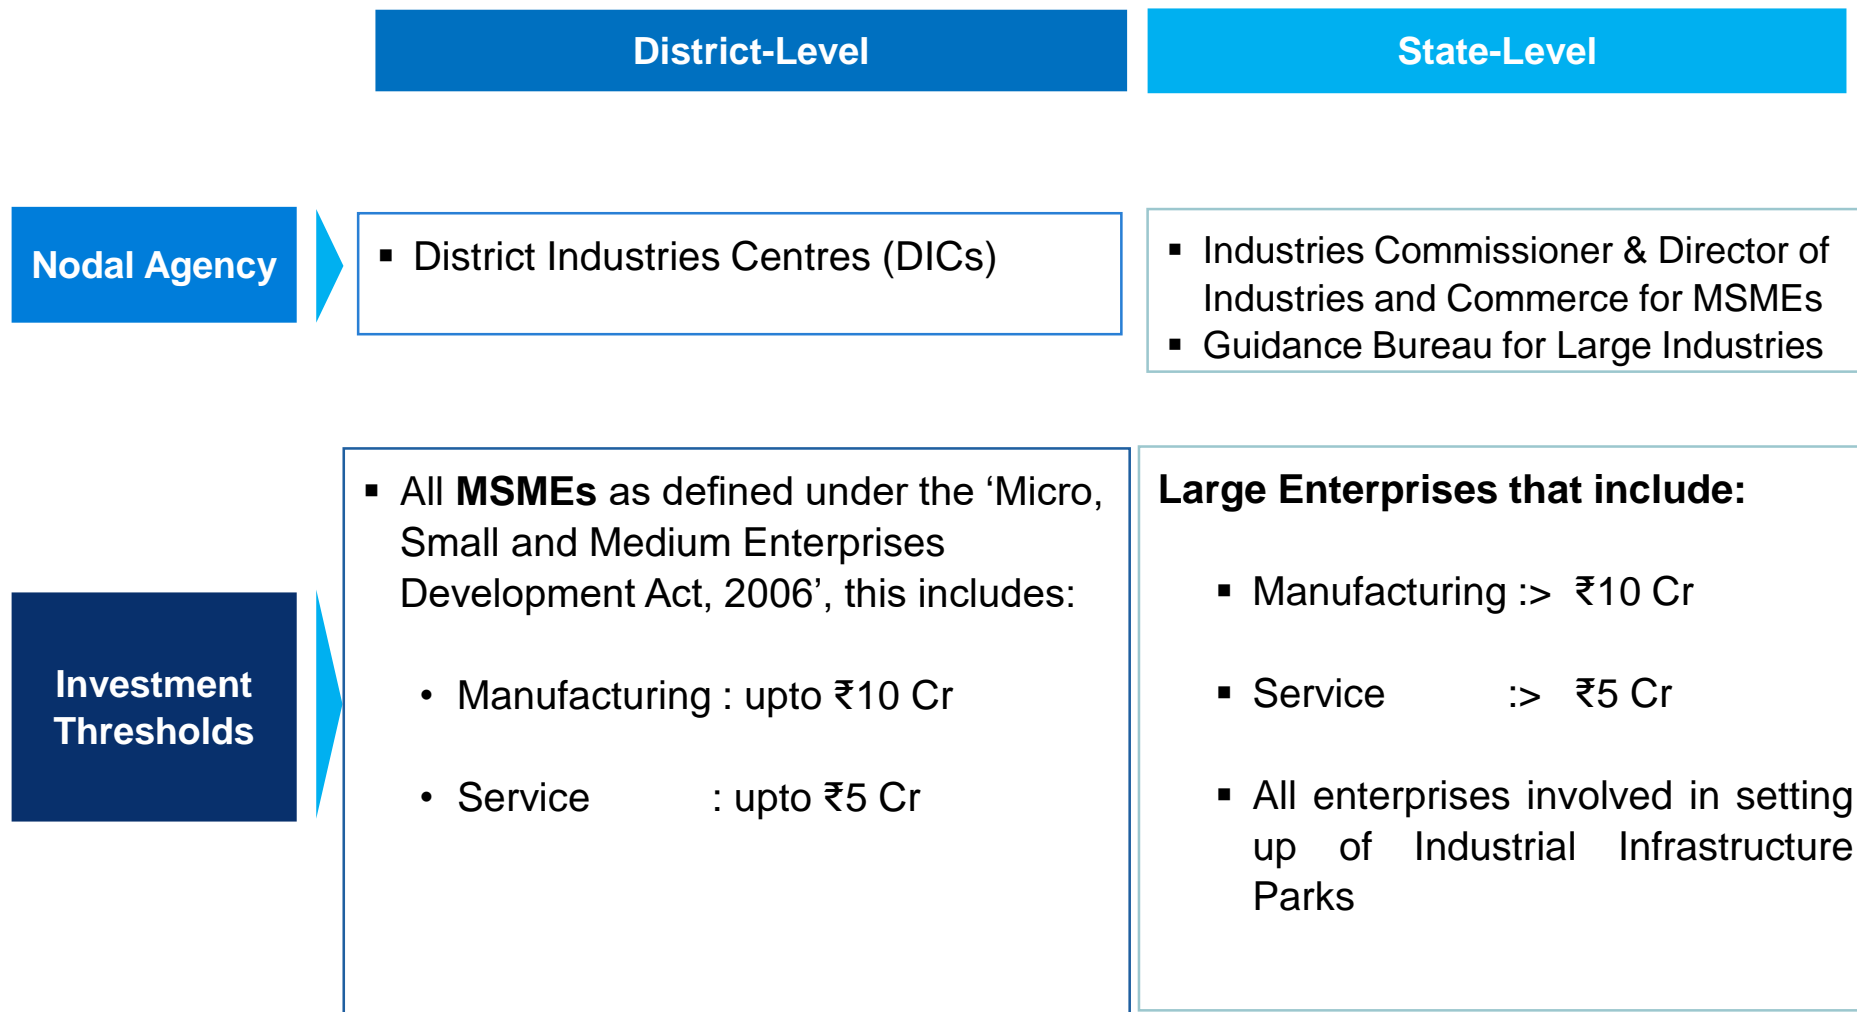 District-Level
State-Level
Nodal Agency
▪ District Industries Centres (DICs)
▪ Industries Commissioner & Director of
Industries and Commerce for MSMEs
▪ Guidance Bureau for Large Industries
Investment
Thresholds
▪ All MSMEs as defined under the ‘Micro,
Small and Medium Enterprises
Development Act, 2006’, this includes:
• Manufacturing : upto ₹10 Cr
• Service : upto ₹5 Cr
Large Enterprises that include:
▪ Manufacturing :> ₹10 Cr
▪ Service :> ₹5 Cr
▪ All enterprises involved in setting
up of Industrial Infrastructure
Parks